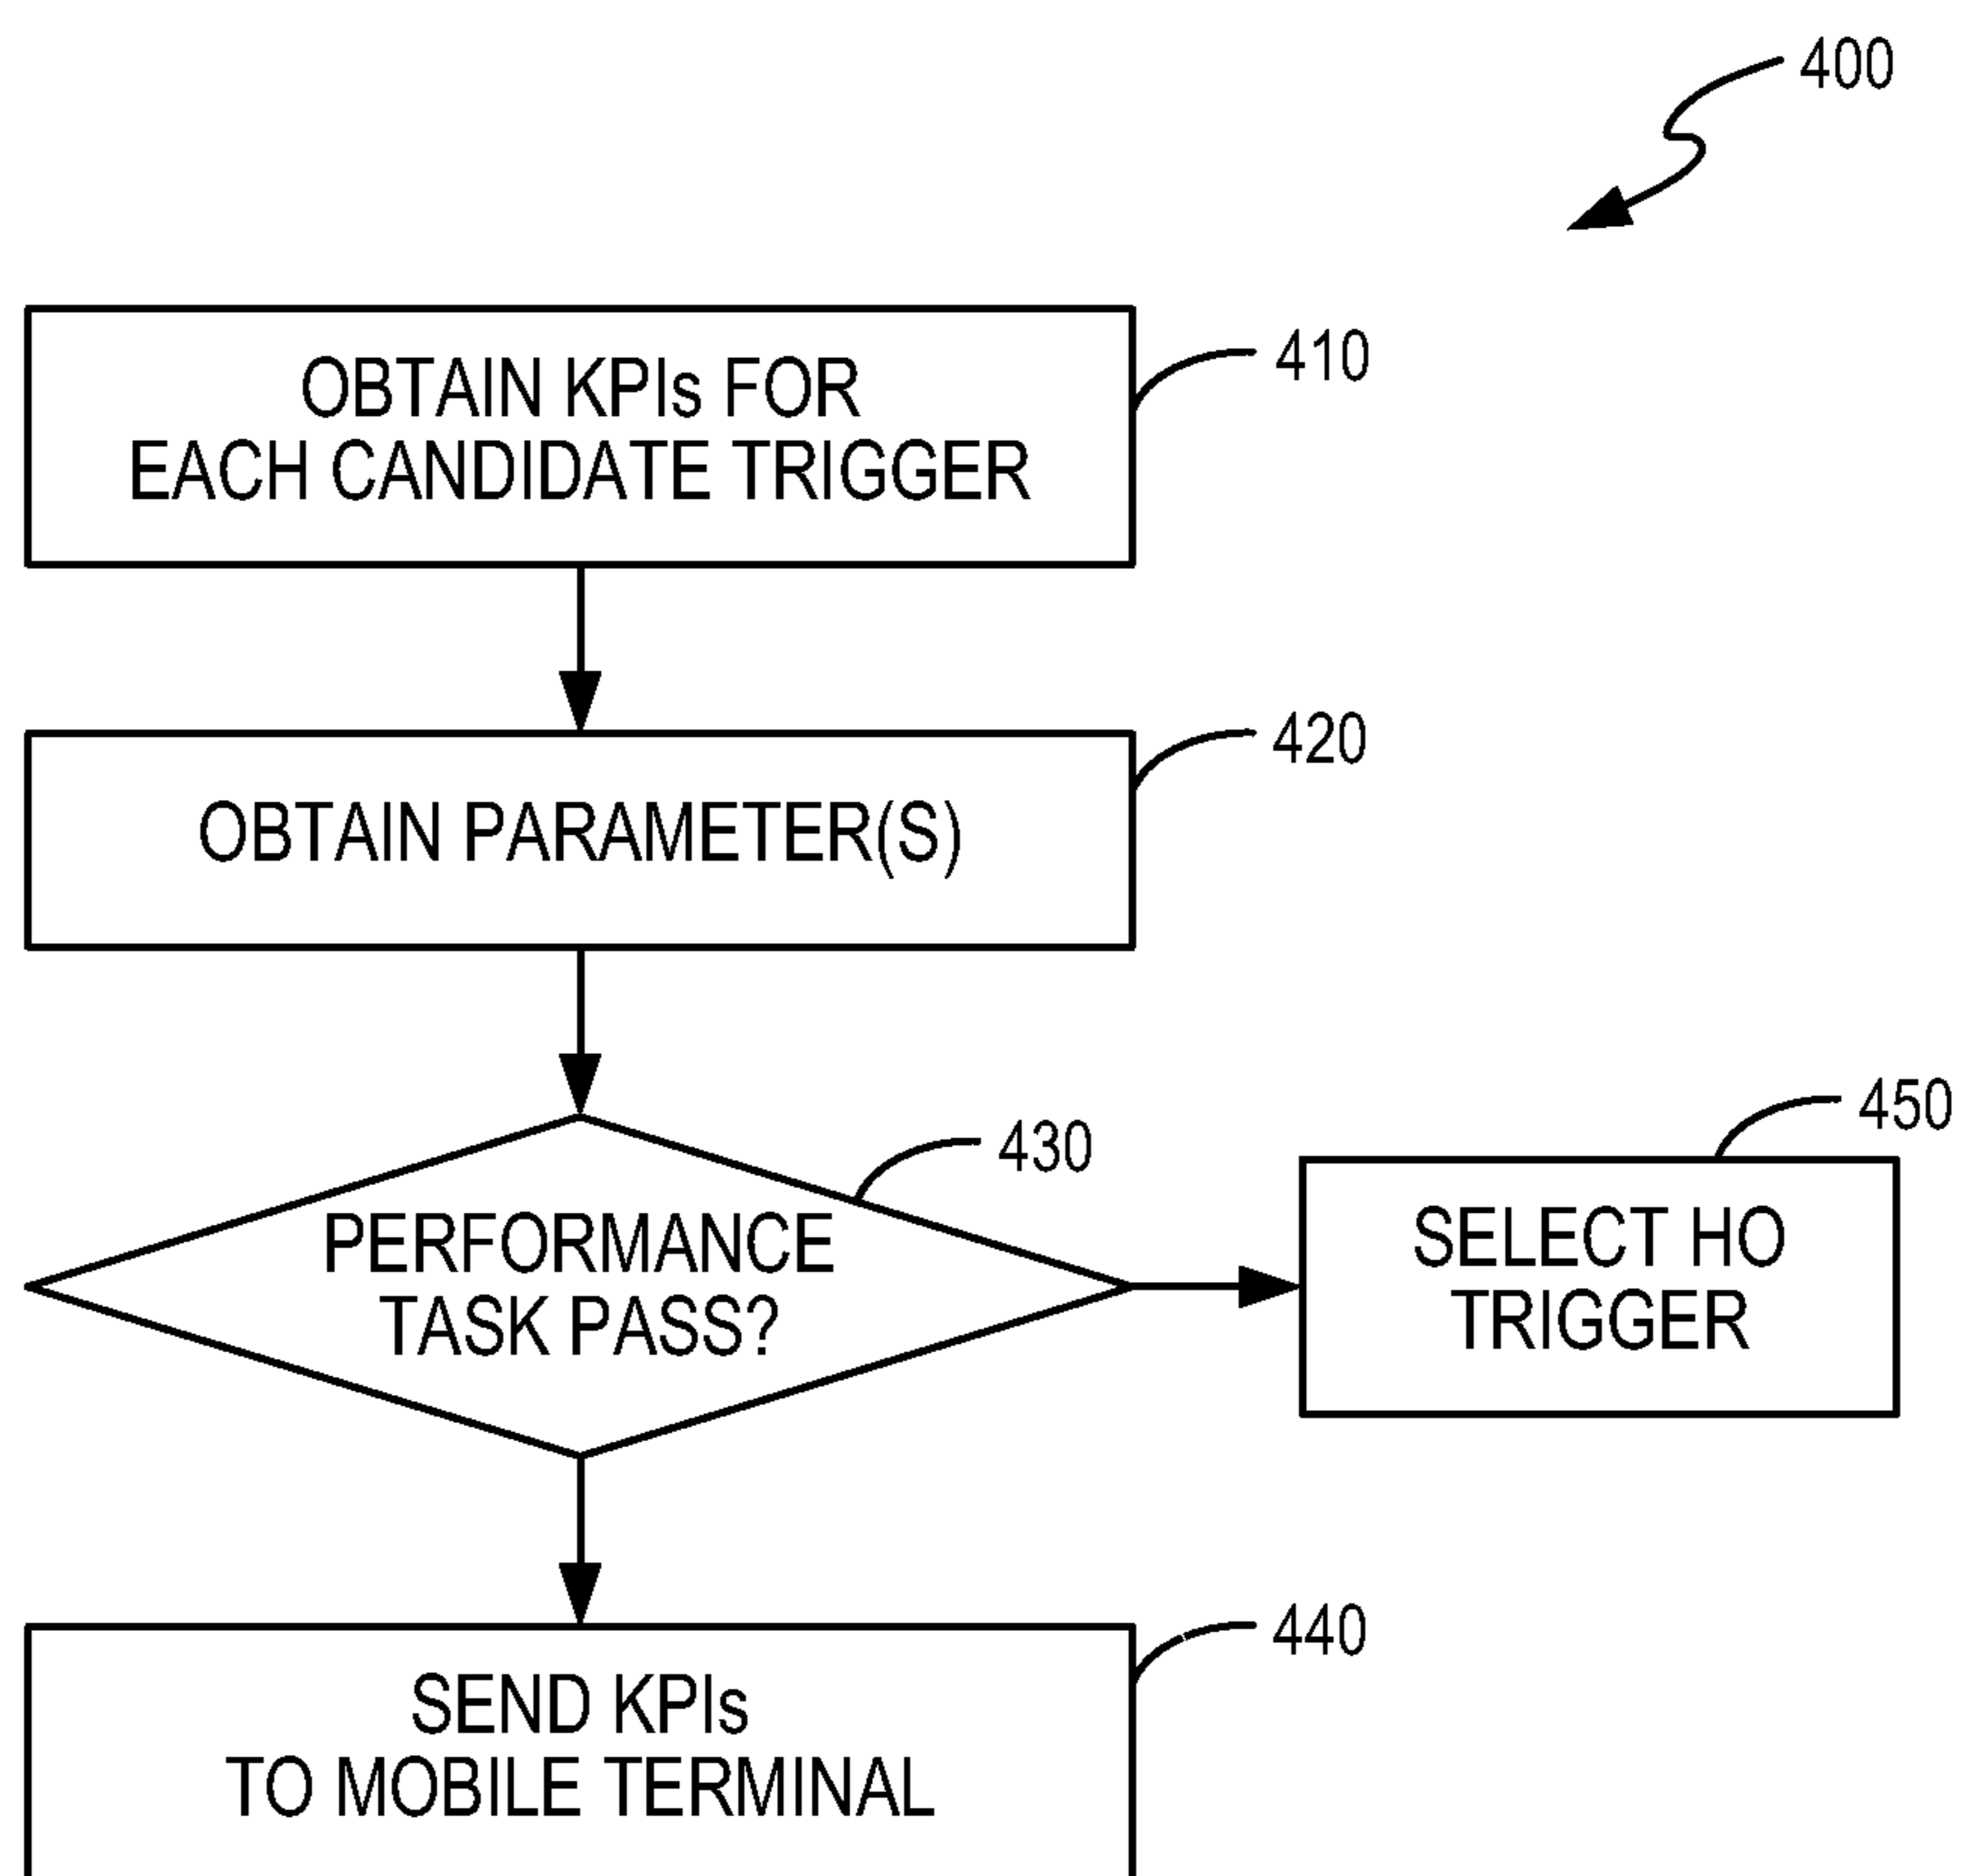 400
OBTAIN KPIs FOR
EACH CANDIDATE TRIGGER
410
OBTAIN PARAMETER(S)
420
PERFORMANCE
TASK PASS?
430
SELECT HO
TRIGGER
450
SEND KPIs
TO MOBILE TERMINAL
440